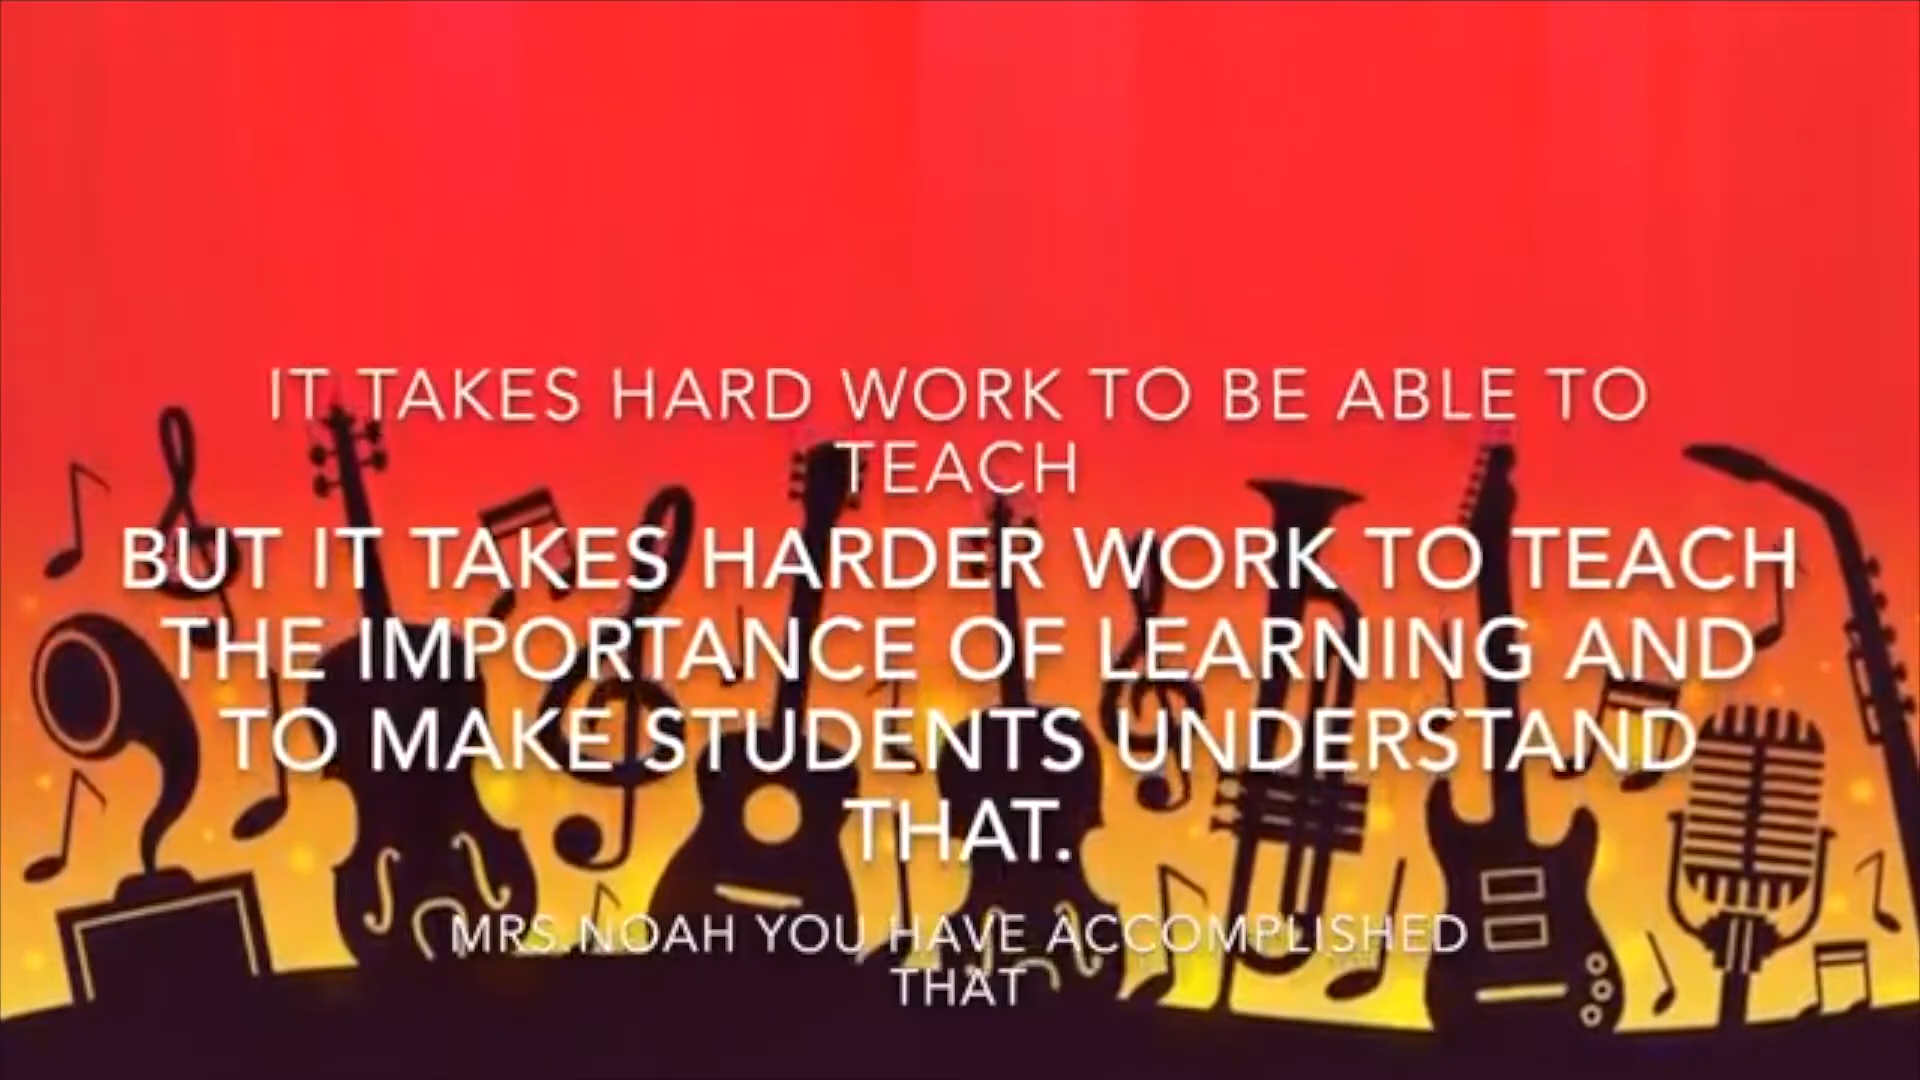 IT TAKES HARD WORK TO BE ABLE TO
TEACH
BUT IT TAKES HARDER WORK TO TEACH
THE IMPORTANCE OF LEARNING AND
TO MAKE STUDENTS UNDERSTAND
THAT.
MRS.NOAH YOU HAVE ACCOMPLISHED
THAT